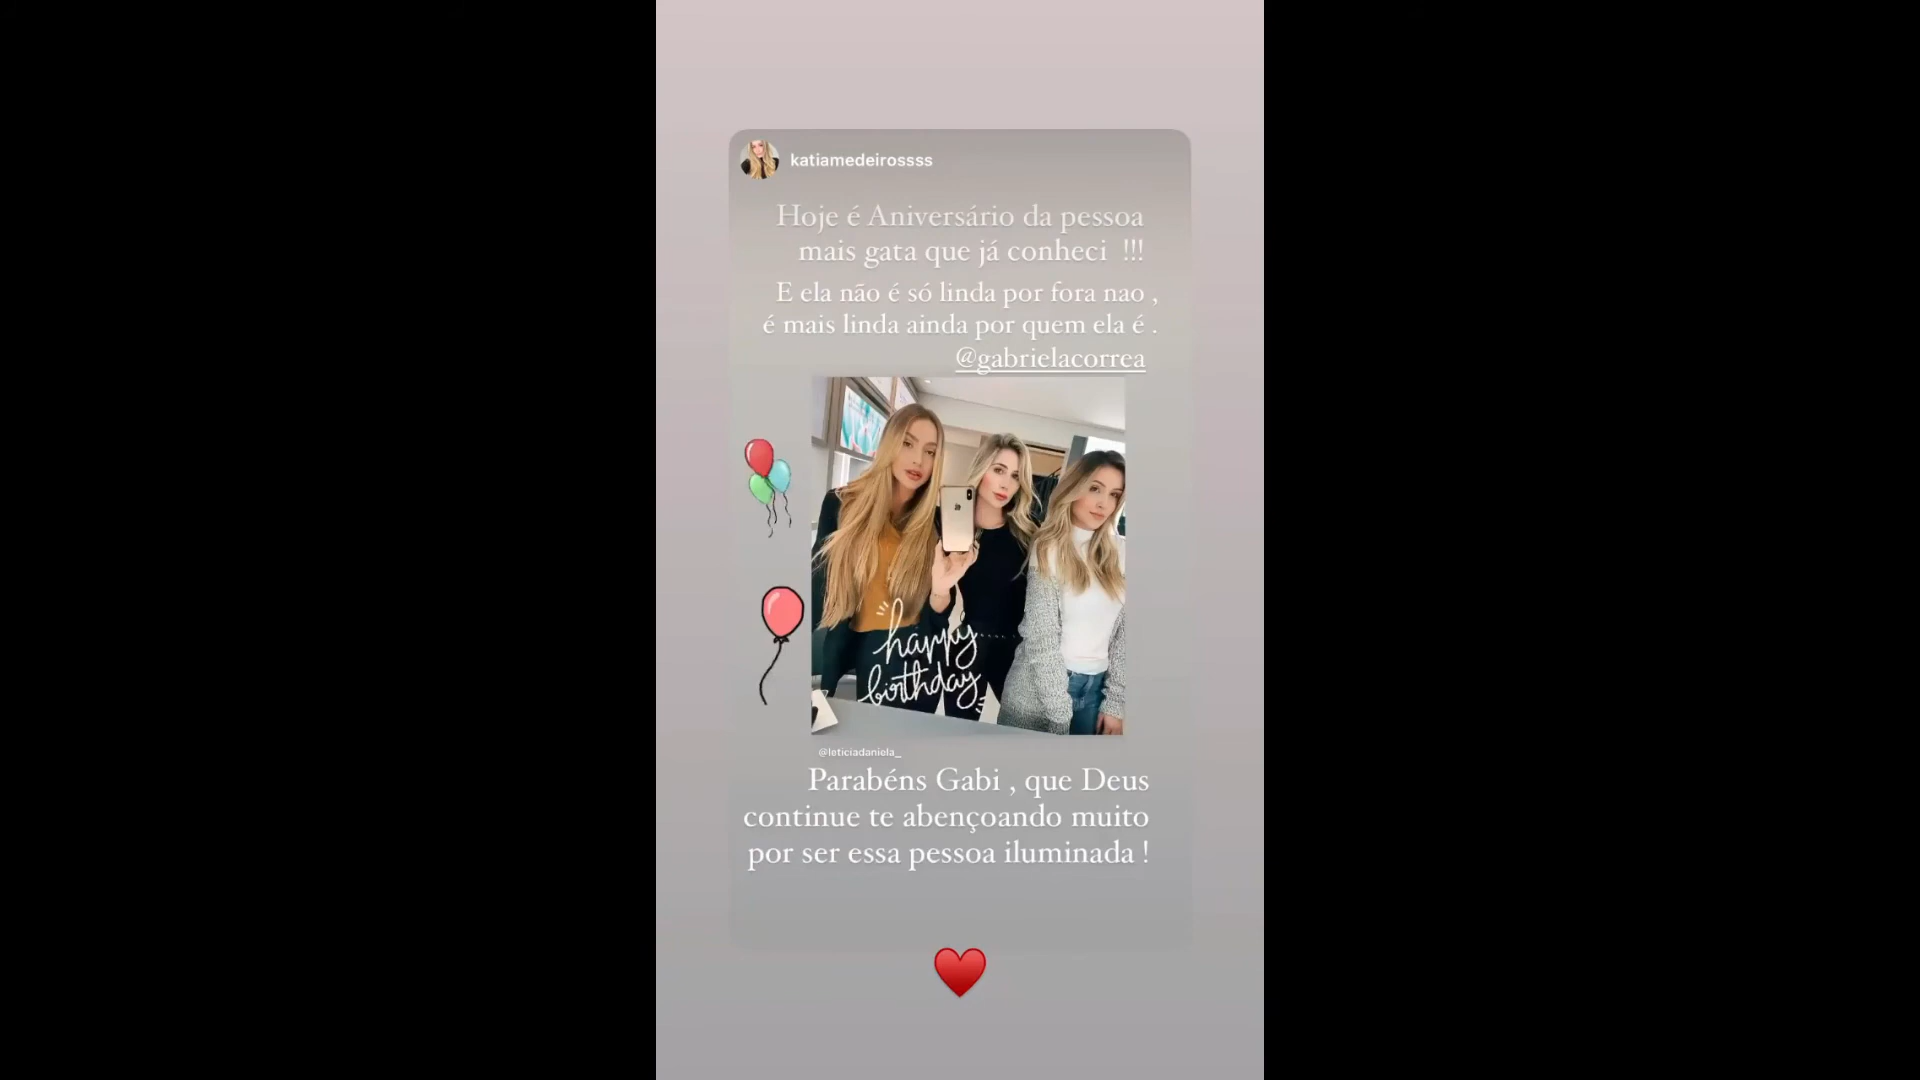 katiamedeirossss
Hoje é Aniversário da pessoa
mais gata que já conheci !!!
E ela não é só linda por fora nao ,
é mais linda ainda por quem ela é .
@gabrielacorrea
happy
birthday
@leticiadaniela_
Parabéns Gabi , que Deus
continue te abençoando muito
por ser essa pessoa iluminada !